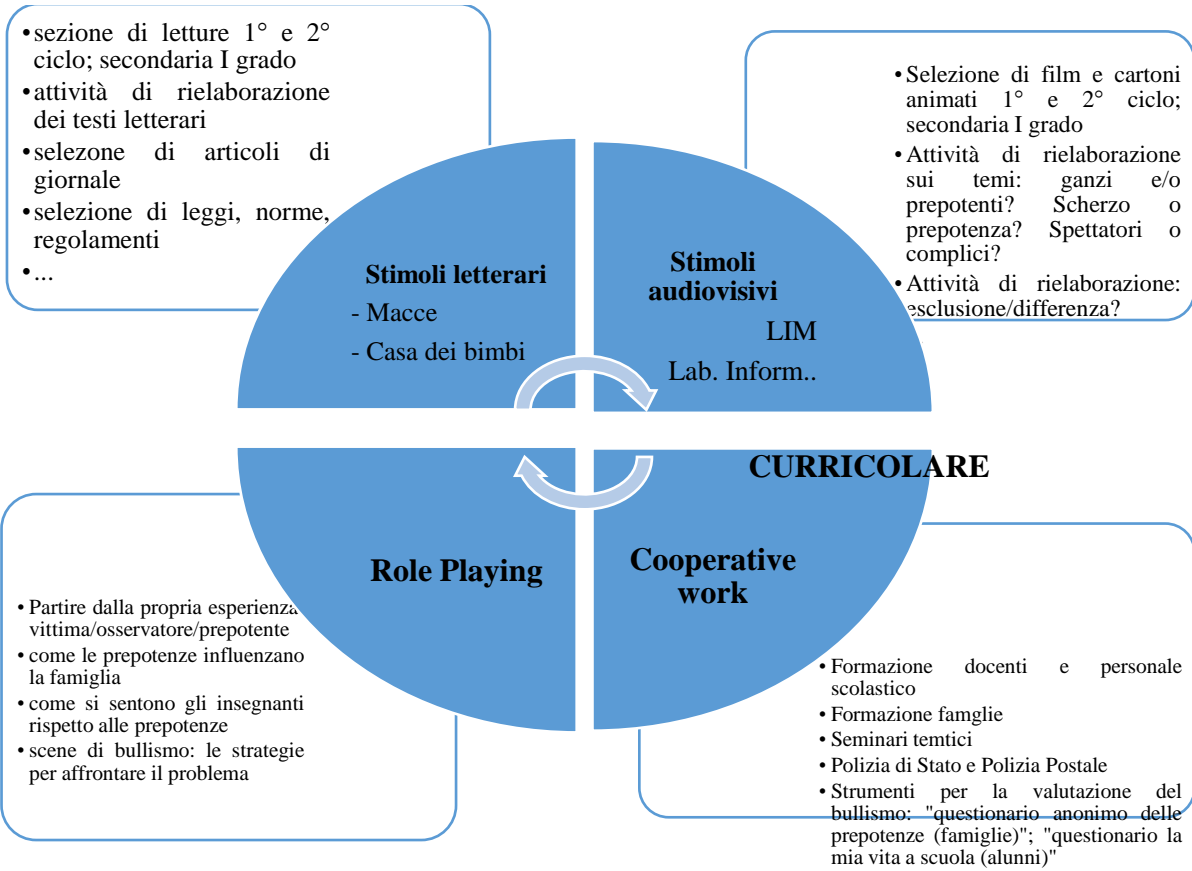 •sezione di letture 1° e 2°
ciclo; secondaria I grado
•attività di rielaborazione
dei testi letterari
•selezone di articoli di
giornale
•selezione di leggi, norme,
regolamenti
•...
• Selezione di film e cartoni
animati 1° e 2° ciclo;
secondaria I grado
• Attività di rielaborazione
sui temi: ganzi e/o
prepotenti? Scherzo o
prepotenza? Spettatori o
complici?
• Attività di rielaborazione:
esclusione/differenza?
Stimoli letterari
- Macce
- Casa dei bimbi
Stimoli
audiovisivi
LIM
Lab. Inform..
CURRICOLARE
Role Playing
Cooperative
work
• Partire dalla propria esperienza
vittima/osservatore/prepotente
• come le prepotenze influenzano
la famiglia
• come si sentono gli insegnanti
rispetto alle prepotenze
• scene di bullismo: le strategie
per affrontare il problema
• Formazione docenti e personale
scolastico
• Formazione famglie
• Seminari temtici
• Polizia di Stato e Polizia Postale
• Strumenti per la valutazione del
bullismo: "questionario anonimo delle
prepotenze (famiglie)"; "questionario la
mia vita a scuola (alunni)"